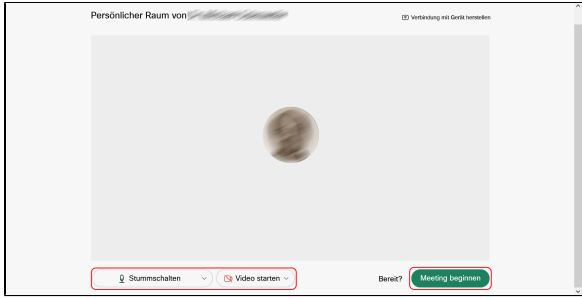 Persönlicher Raum von
Verbindung mit Gerät herstellen
Stummschalten
Video starten
Bereit?
Meeting beginnen